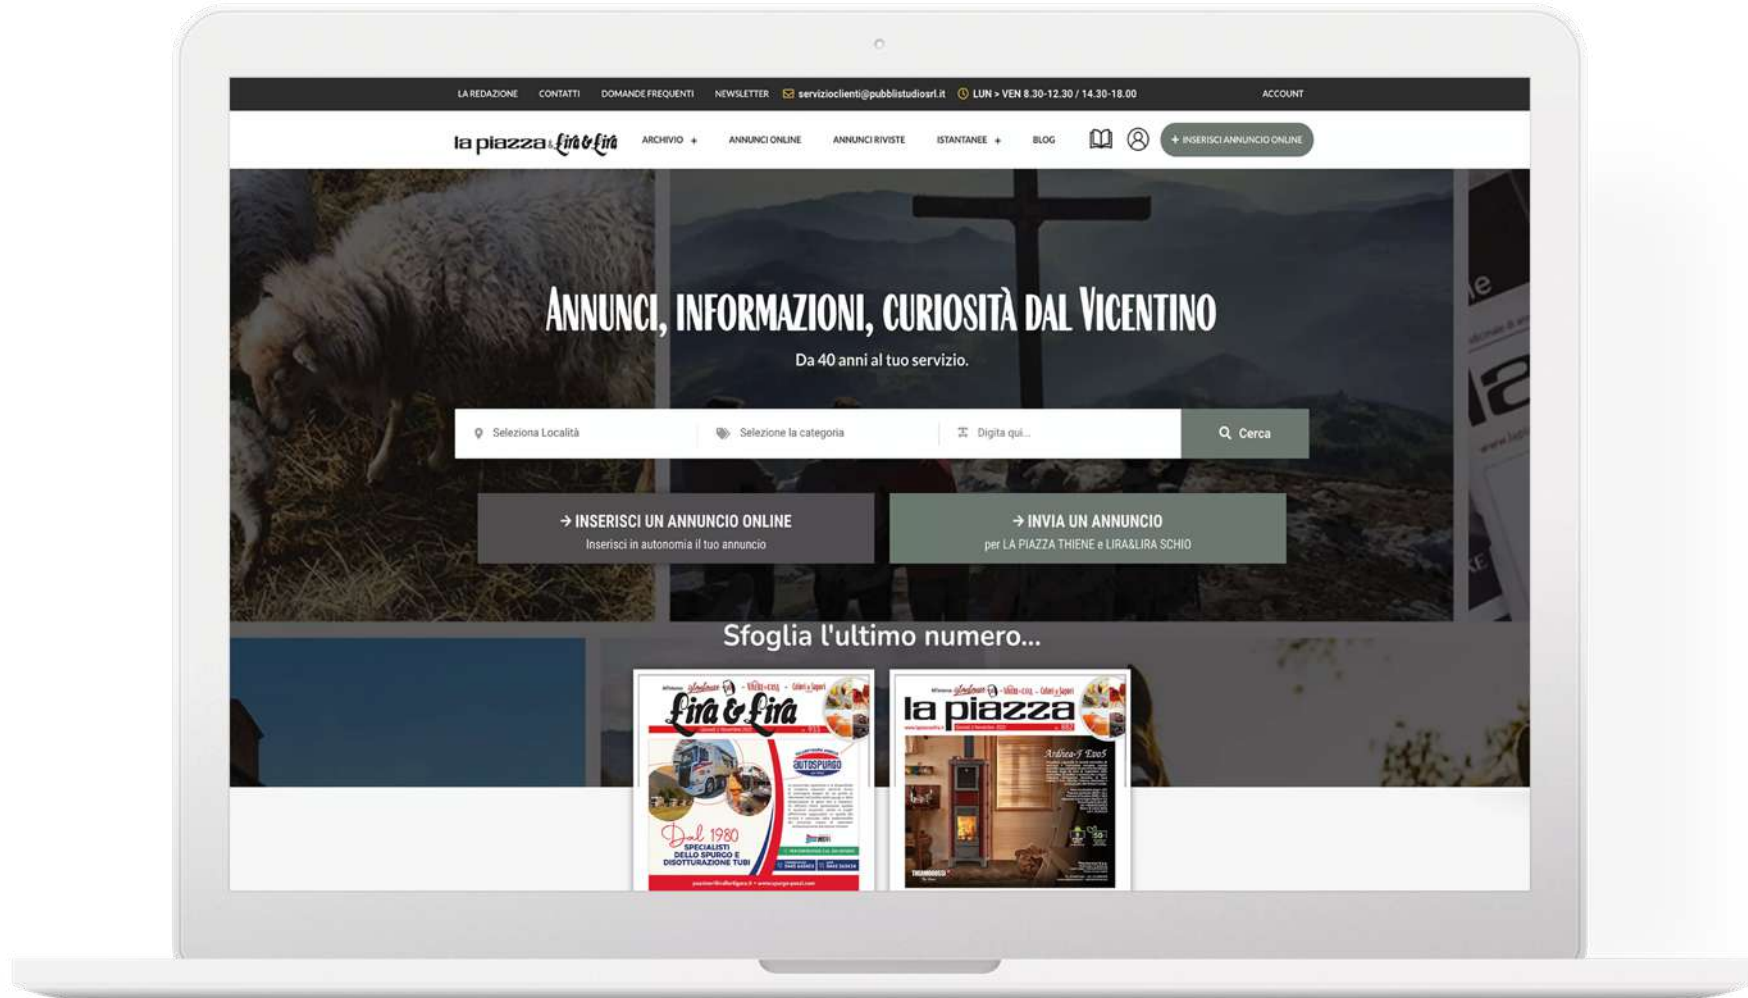 LA REDAZIONE CONTATTI DOMANDE FREQUENTI NEWSLETTER servizioclienti@pubblistudiosrl.it LUN > VEN 8.30-12.30 / 14.30-18.00 ACCOUNT
la piazza & Lira & Lira ARCHIVIO + ANNUNCI ONLINE ANNUNCI RIVISTE ISTANTANEE + BLOG + INSERISCI ANNUNCIO ONLINE
ANNUNCI, INFORMAZIONI, CURIOSITÀ DAL VICENTINO
Da 40 anni al tuo servizio.
Seleziona Località Selezione la categoria Digita qui... Cerca
→ INSERISCI UN ANNUNCIO ONLINE
Inserisci in autonomia il tuo annuncio
→ INVIA UN ANNUNCIO
per LA PIAZZA THIENE e LIRA&LIRA SCHIO
Sfoglia l'ultimo numero...
Lira & Lira
AUTOSPURGO
Dal 1980
SPECIALISTI
DELLO SPURGO E
DISOTTURAZIONE TUBI
la piazza
Ardhea-F Evo5
THERMOROSSI